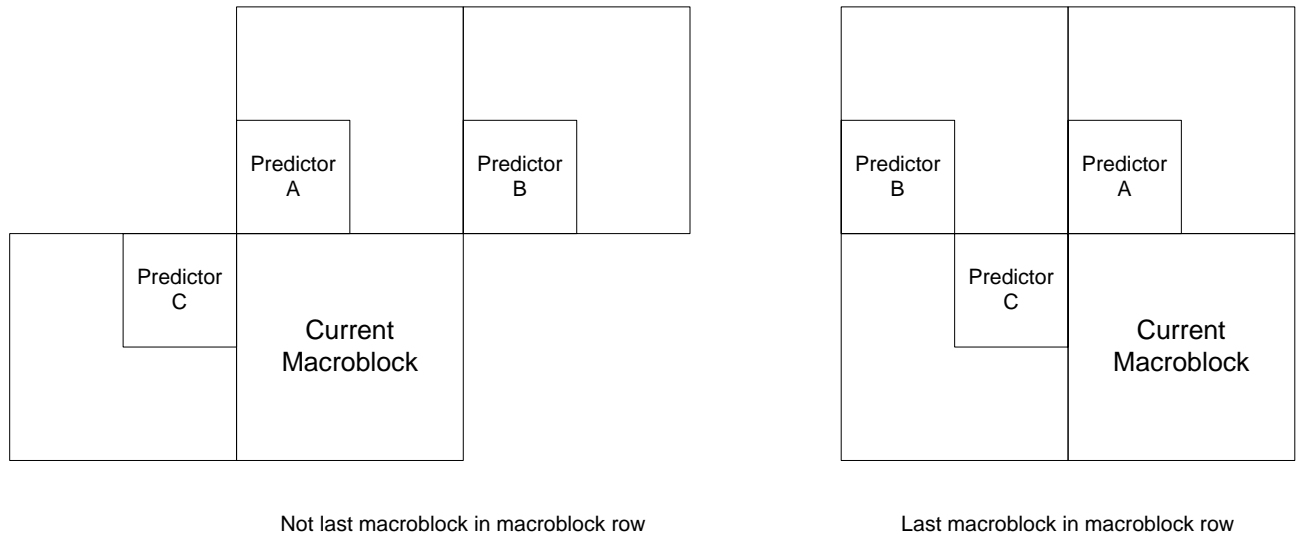 Predictor
A
Predictor
B
Predictor
C
Current
Macroblock
Not last macroblock in macroblock row
Predictor
B
Predictor
A
Predictor
C
Current
Macroblock
Last macroblock in macroblock row